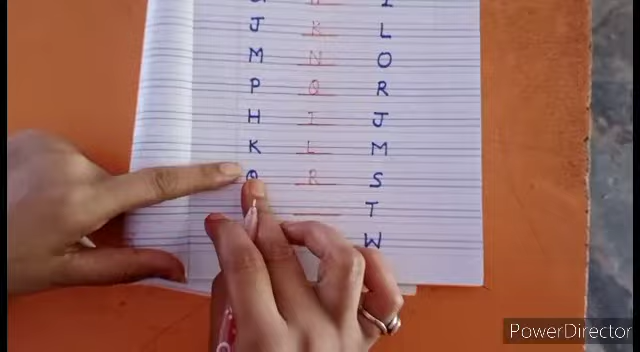 J K L
M N O
P Q R
H I J
K L M
Q R S
T
W
PowerDirector